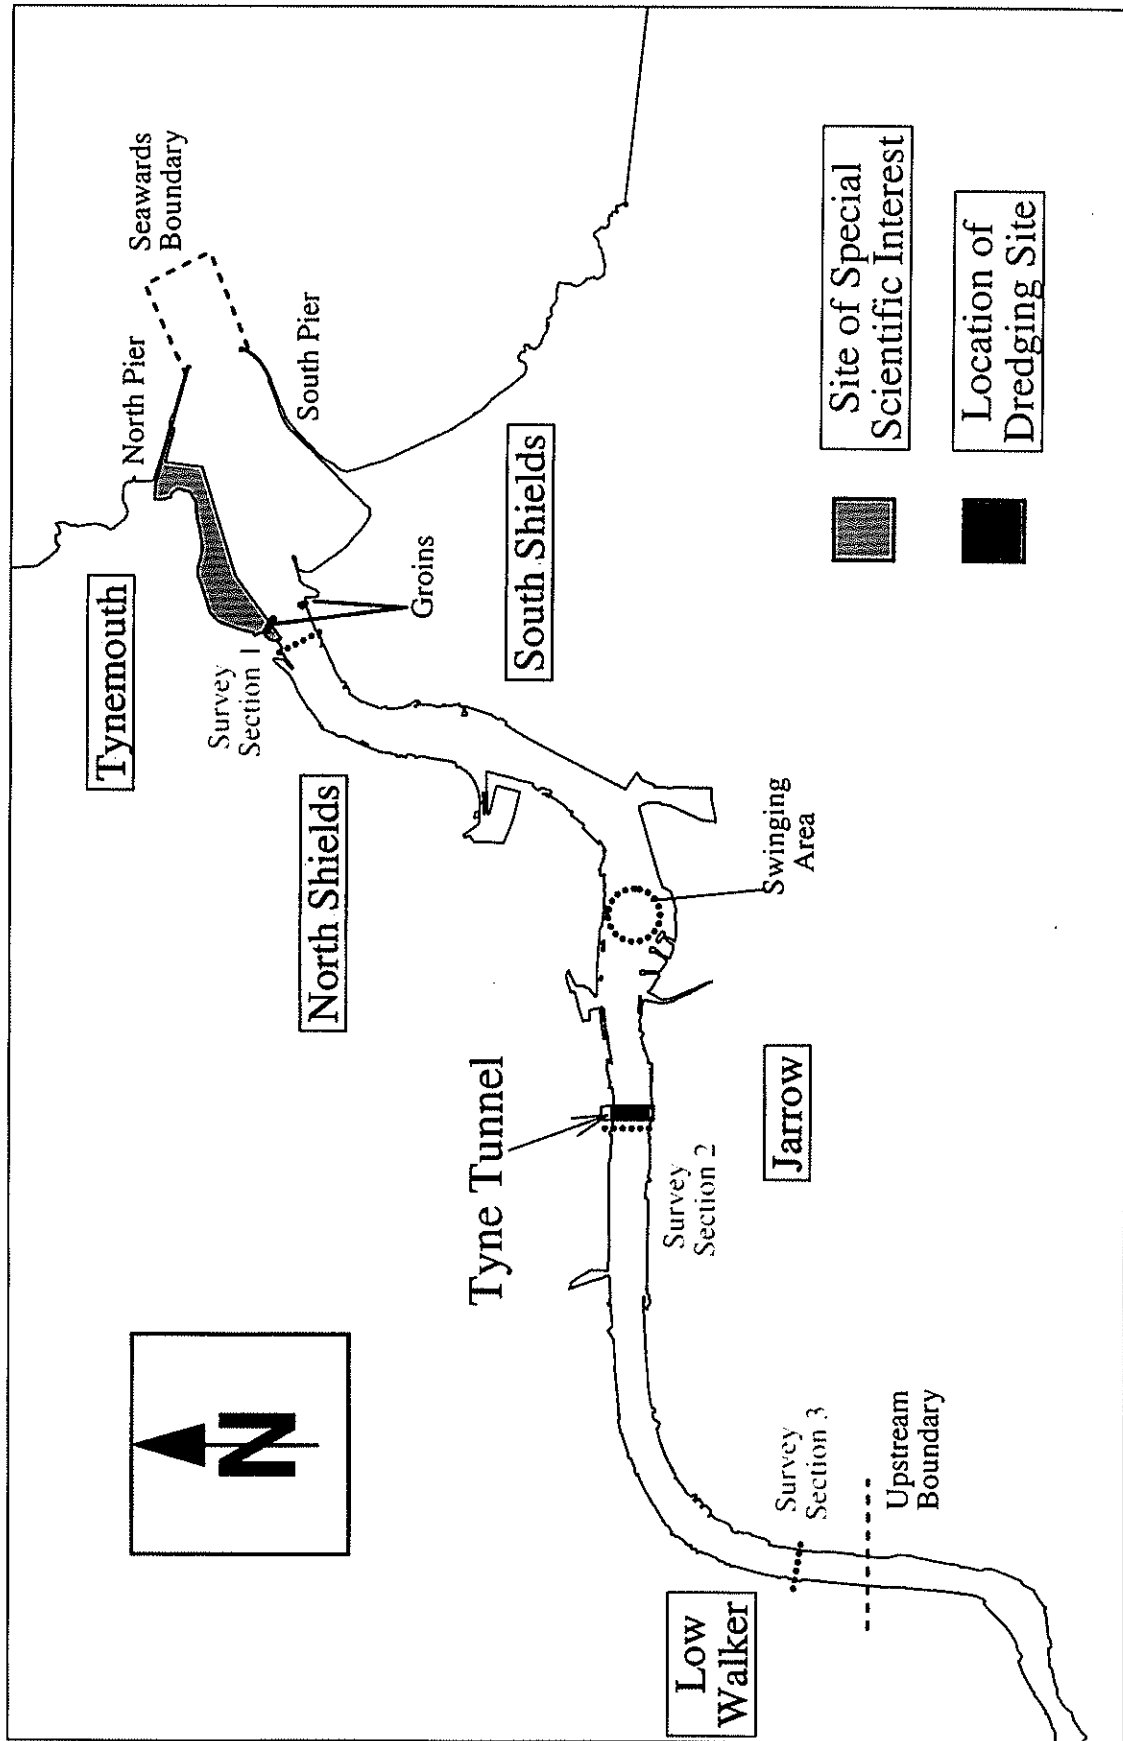 Seawards
Boundary
North Pier
South Pier
Tynemouth
Survey
Section 1
Groins
South Shields
North Shields
Swinging
Area
Tyne Tunnel
Survey
Section 2
Jarrow
N
Low
Walker
Survey
Section 3
Upstream
Boundary
Site of Special
Scientific Interest
Location of
Dredging Site